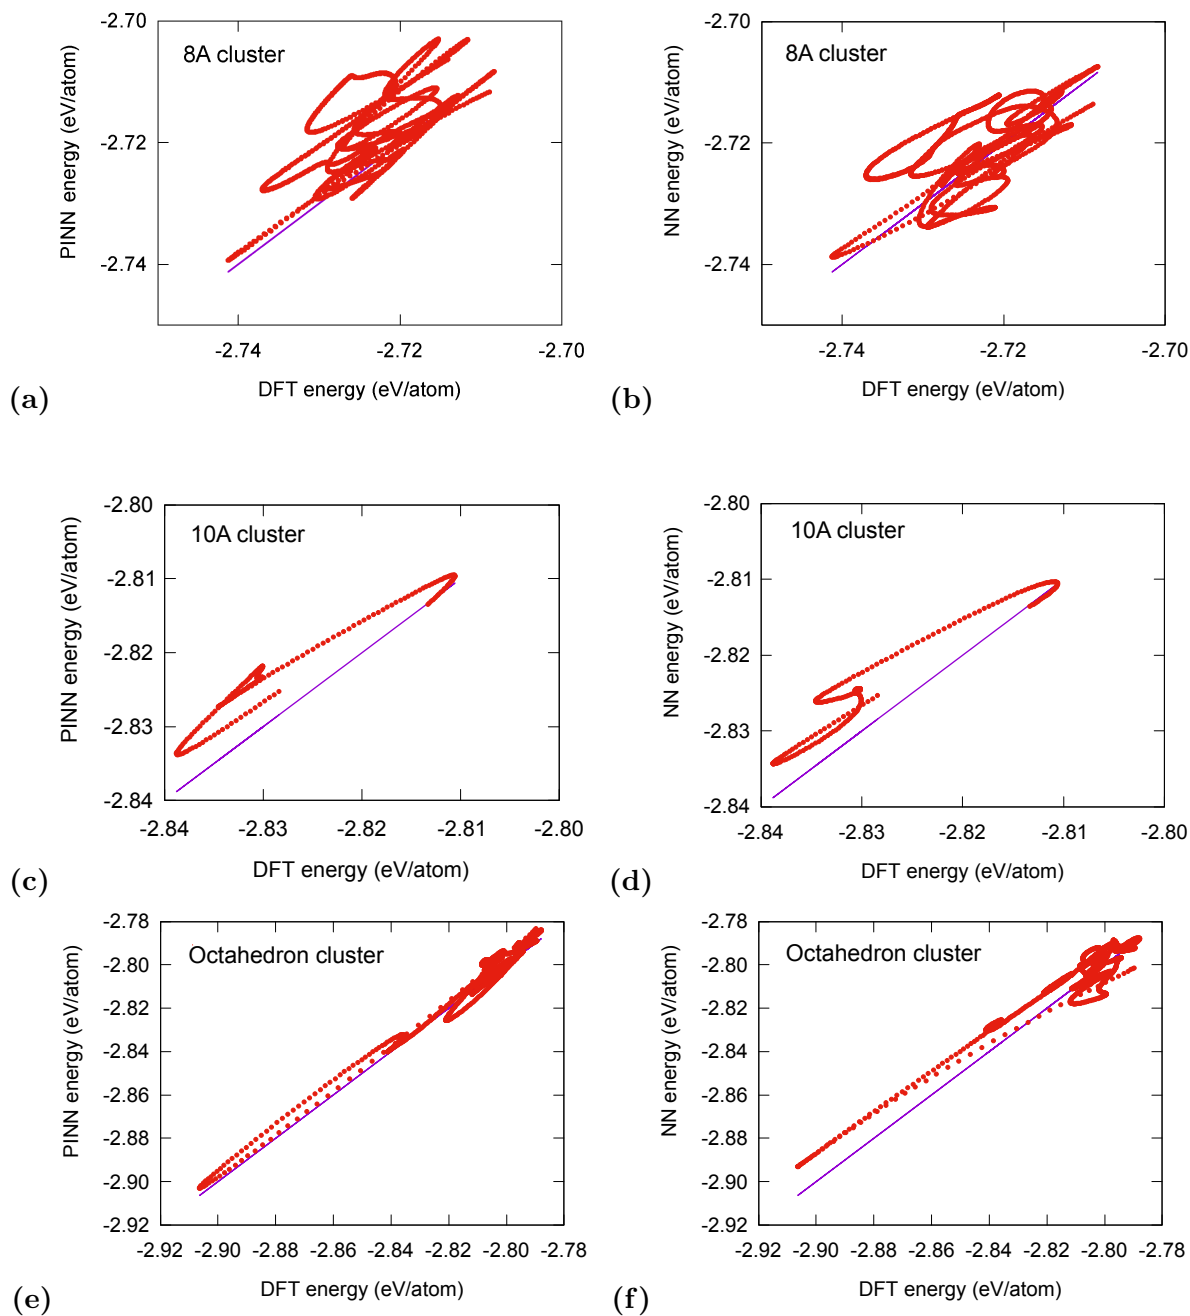 -2.70
8A cluster
-2.72
-2.74
PINN energy (eV/atom)
-2.74
-2.72
-2.70
DFT energy (eV/atom)
(a)
-2.70
8A cluster
-2.72
-2.74
NN energy (eV/atom)
-2.74
-2.72
-2.70
DFT energy (eV/atom)
(b)
-2.80
10A cluster
-2.81
-2.82
-2.83
-2.84
PINN energy (eV/atom)
-2.84
-2.83
-2.82
-2.81
-2.80
DFT energy (eV/atom)
(c)
-2.80
10A cluster
-2.81
-2.82
-2.83
-2.84
NN energy (eV/atom)
-2.84
-2.83
-2.82
-2.81
-2.80
DFT energy (eV/atom)
(d)
-2.78
Octahedron cluster
-2.80
-2.82
-2.84
-2.86
-2.88
-2.90
-2.92
PINN energy (eV/atom)
-2.92
-2.90
-2.88
-2.86
-2.84
-2.82
-2.80
-2.78
DFT energy (eV/atom)
(e)
-2.78
Octahedron cluster
-2.80
-2.82
-2.84
-2.86
-2.88
-2.90
-2.92
NN energy (eV/atom)
-2.92
-2.90
-2.88
-2.86
-2.84
-2.82
-2.80
-2.78
DFT energy (eV/atom)
(f)